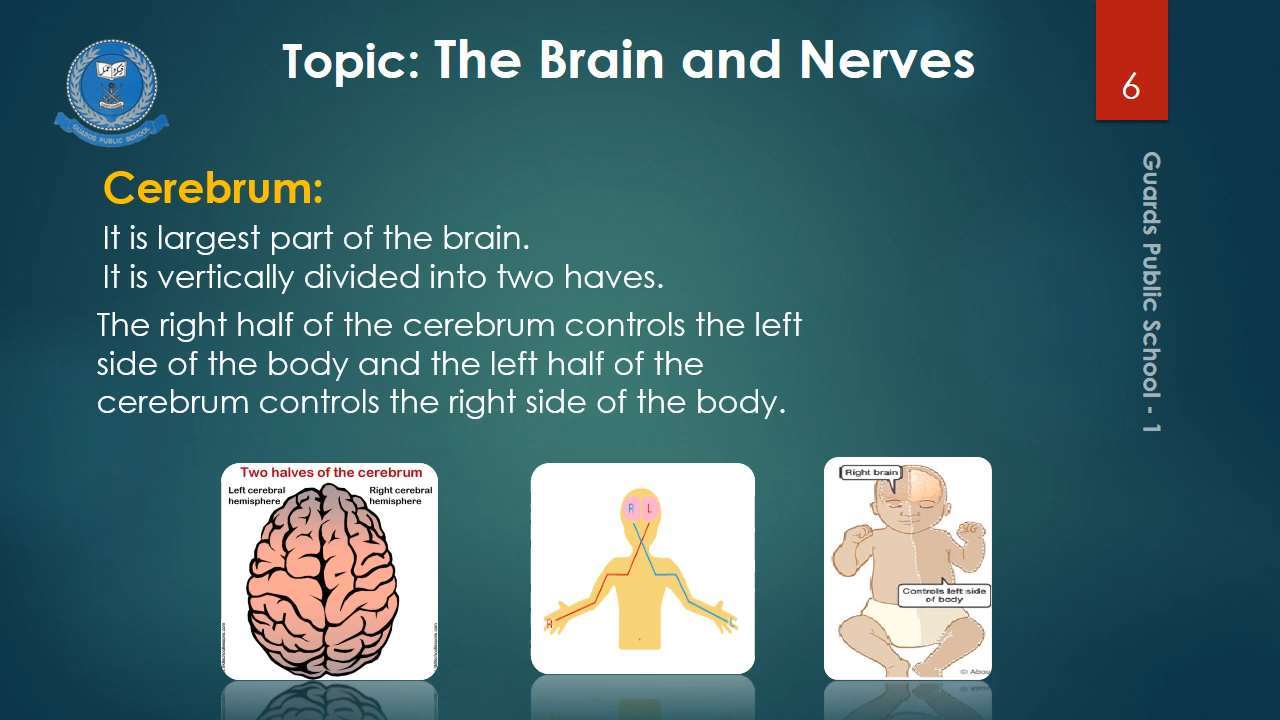 Topic: The Brain and Nerves
6
GUARDS PUBLIC SCHOOL
Guards Public School - 1
Cerebrum:
It is largest part of the brain.
It is vertically divided into two haves.
The right half of the cerebrum controls the left
side of the body and the left half of the
cerebrum controls the right side of the body.
Two halves of the cerebrum
Left cerebral
hemisphere
Right cerebral
hemisphere
R L
R
L
Right brain
Controls left side
of body